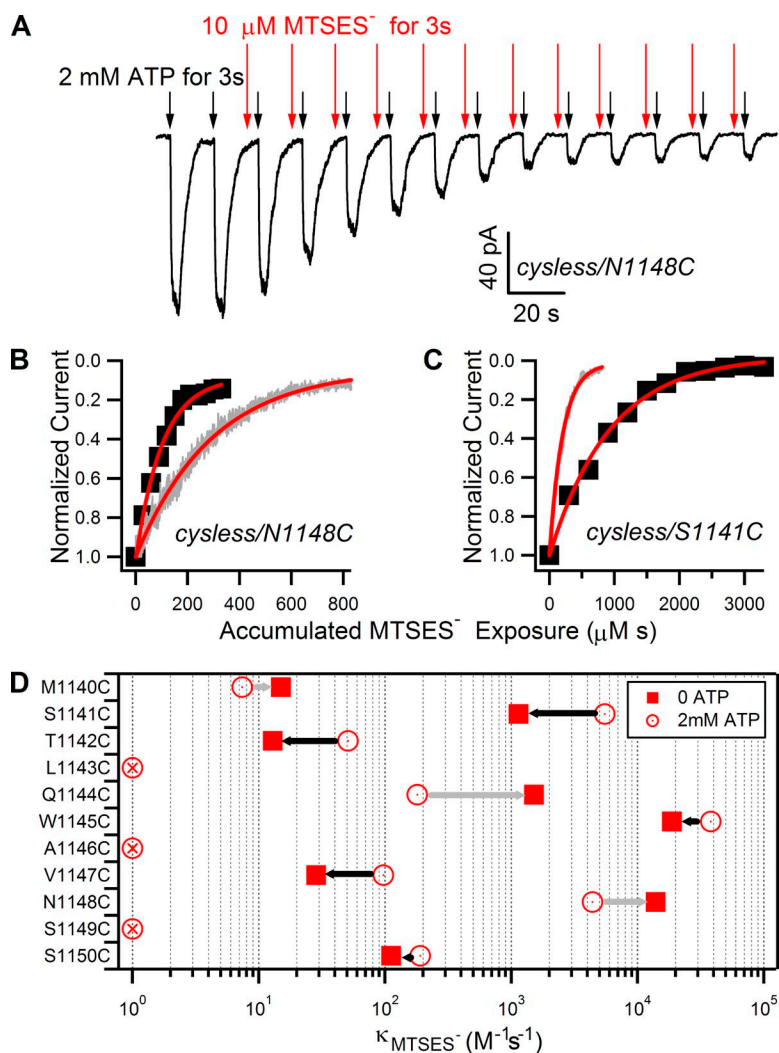 A
10 μM MTSES⁻ for 3s
2 mM ATP for 3s
40 pA
20 s
cysless/N1148C
B
Normalized Current
0.0
0.2
0.4
0.6
0.8
1.0
cysless/N1148C
0 200 400 600 800
C
Normalized Current
0.0
0.2
0.4
0.6
0.8
1.0
cysless/S1141C
0 1000 2000 3000
Accumulated MTSES⁻ Exposure (μM s)
D
M1140C
S1141C
T1142C
L1143C
Q1144C
W1145C
A1146C
V1147C
N1148C
S1149C
S1150C
0 ATP
2mM ATP
10⁰ 10¹ 10² 10³ 10⁴ 10⁵
κMTSES⁻ (M⁻¹s⁻¹)